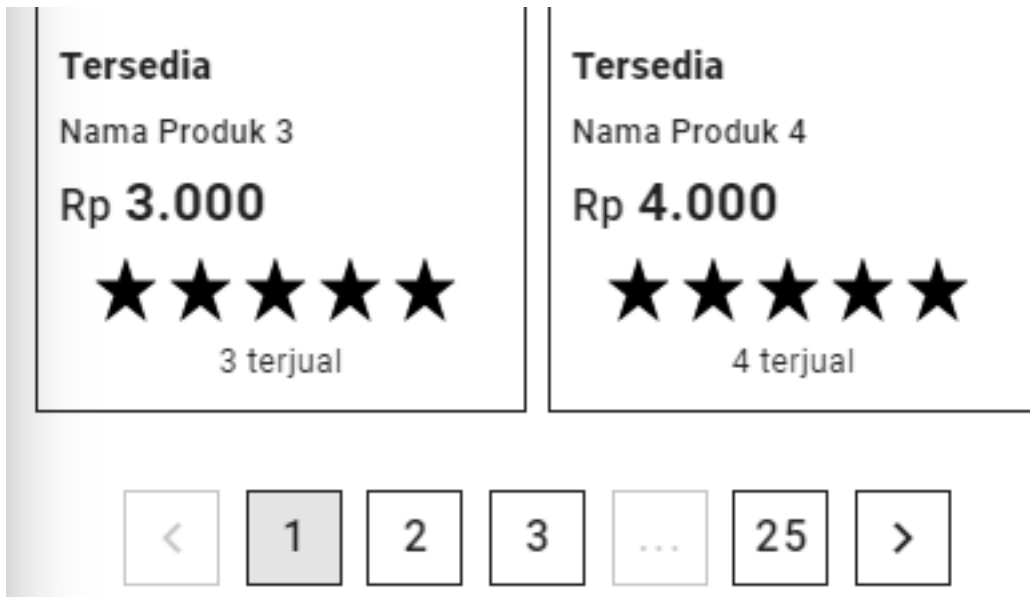 Tersedia
Nama Produk 3
Rp 3.000
3 terjual
Tersedia
Nama Produk 4
Rp 4.000
4 terjual
< 1 2 3 ... 25 >